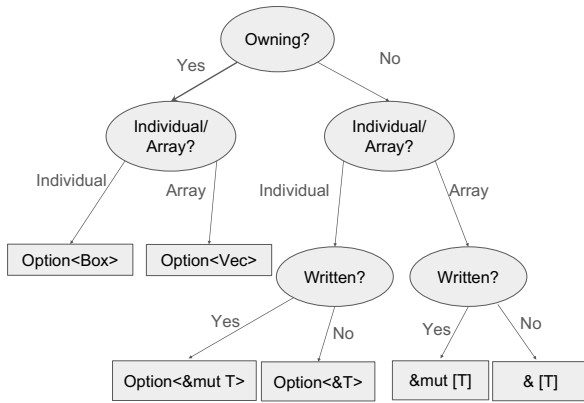 Owning?
Yes
No
Individual/
Array?
Individual/
Array?
Individual
Array
Individual
Array
Option<Box>
Option<Vec>
Written?
Written?
Yes
No
Yes
No
Option<&mut T>
Option<&T>
&mut [T]
& [T]